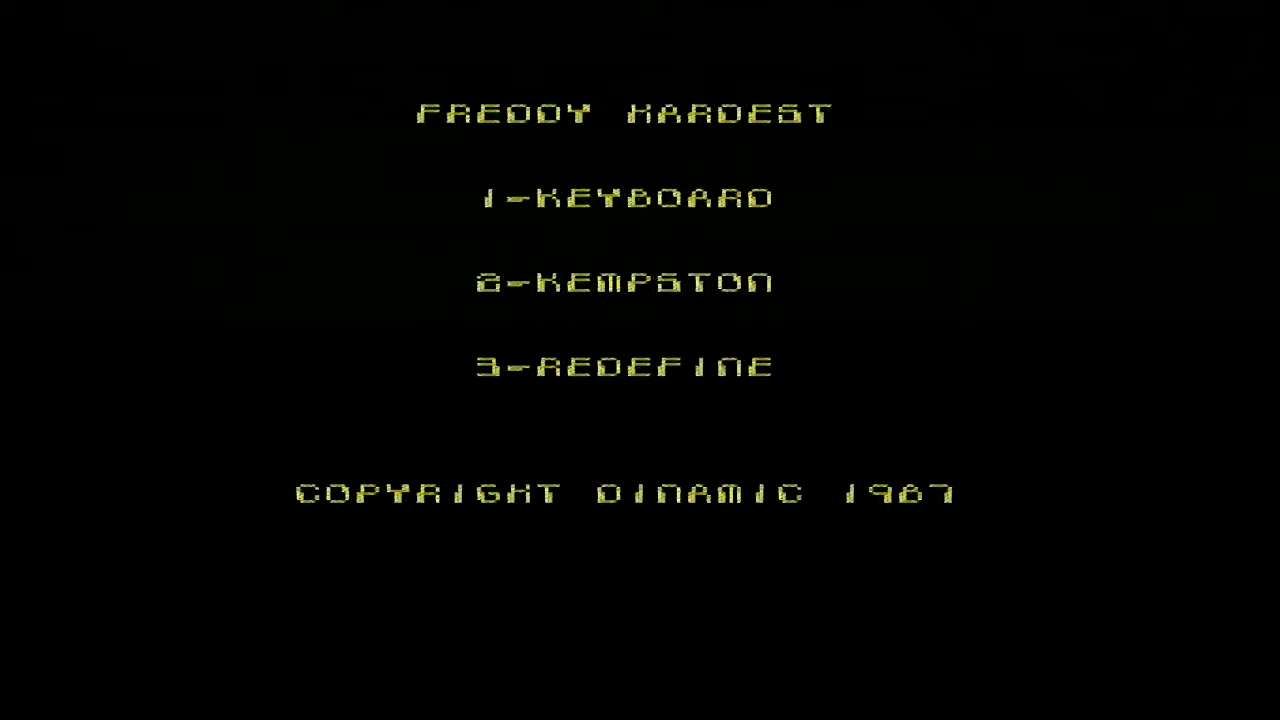 FREDDY HARDEST
1-KEYBOARD
2-KEMPSTON
3-REDEFINE
COPYRIGHT DINAMIC 1987